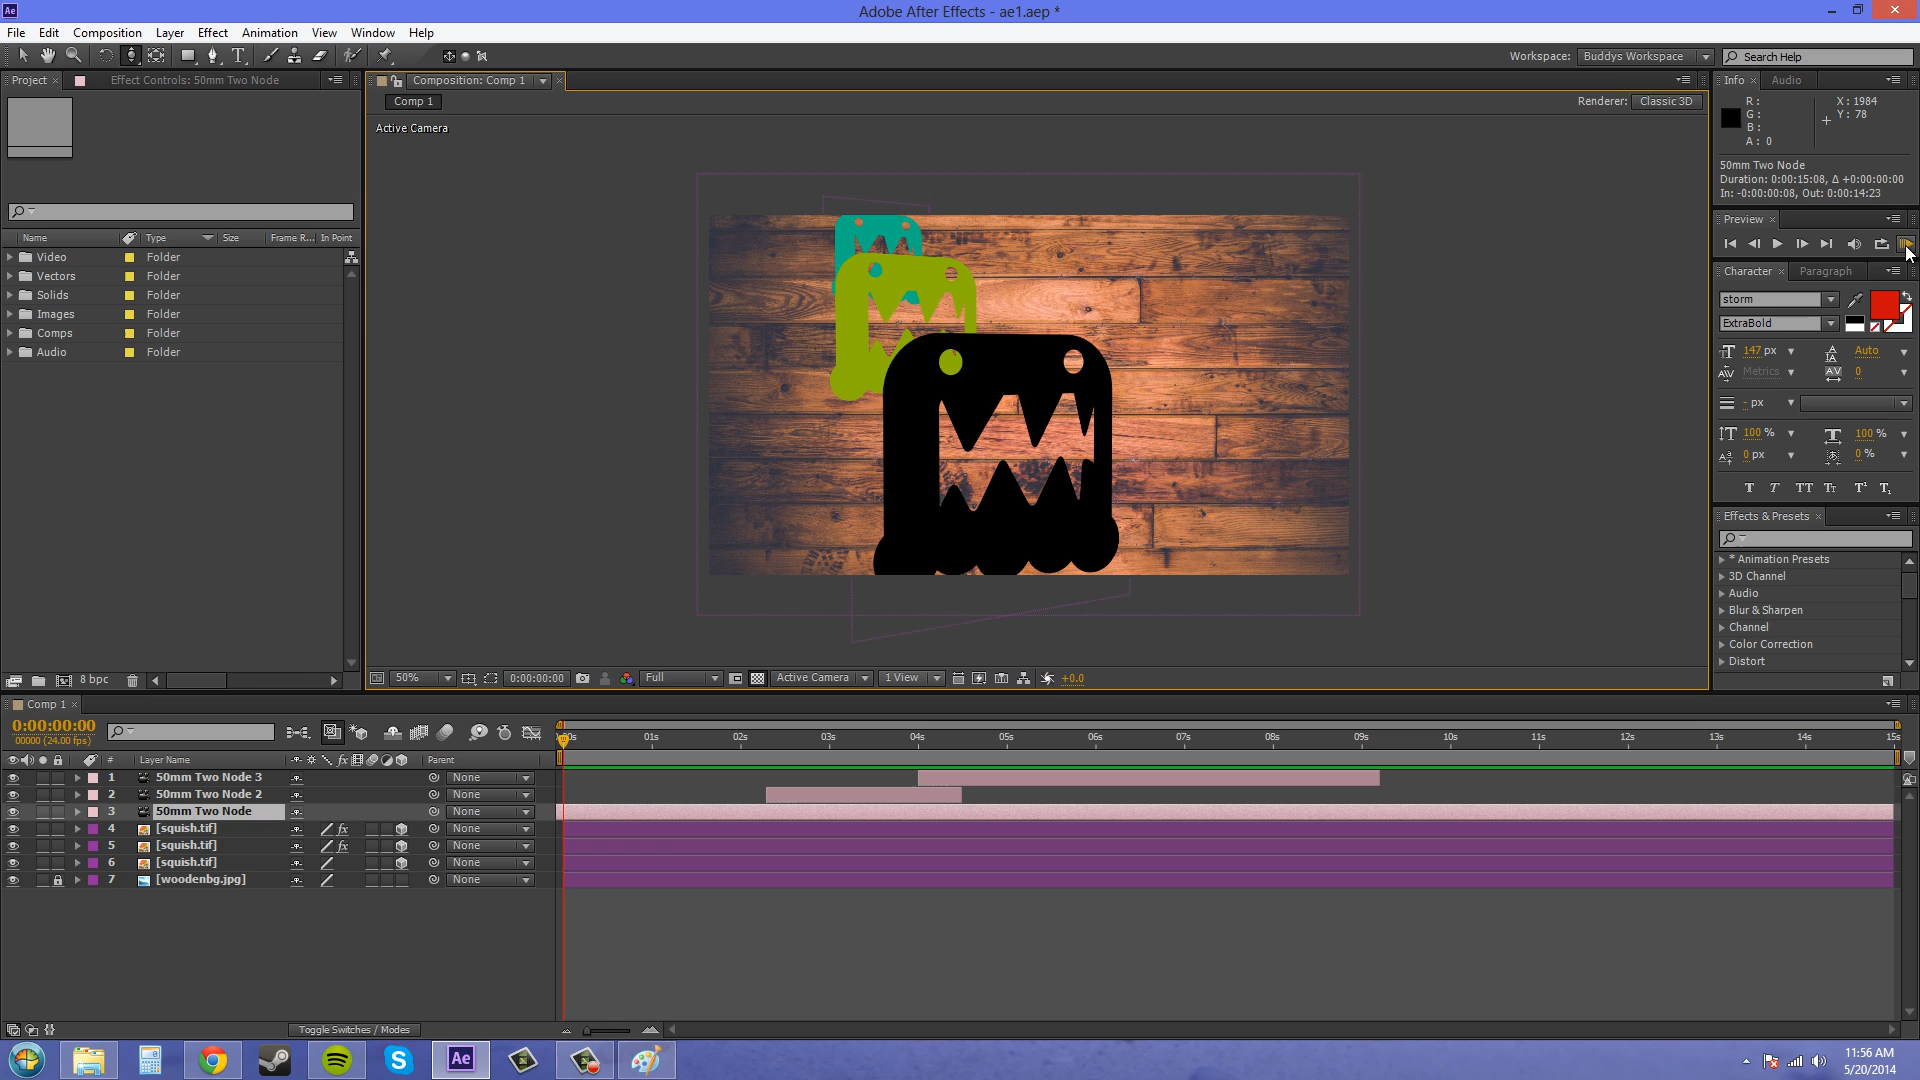 Ae
Adobe After Effects - ae1.aep *
File Edit Composition Layer Effect Animation View Window Help
Workspace: Buddys Workspace Search Help
Project × Effect Controls: 50mm Two Node
Composition: Comp 1
Info × Audio
Comp 1
Renderer: Classic 3D
Active Camera
R :
G :
B :
A : 0
X : 1984
Y : 78
50mm Two Node
Duration: 0:00:15:08, Δ +0:00:00:00
In: -0:00:00:08, Out: 0:00:14:23
Preview ×
Character × Paragraph
storm
ExtraBold
147 px Auto
Metrics 0
- px
100 % 100 %
0 px 0 %
T T TT Tt T¹ T₁
Effects & Presets ×
* Animation Presets
3D Channel
Audio
Blur & Sharpen
Channel
Color Correction
Distort
Name Type Size Frame R... In Point
Video Folder
Vectors Folder
Solids Folder
Images Folder
Comps Folder
Audio Folder
8 bpc
50% 0:00:00:00 Full Active Camera 1 View +0.0
Comp 1 ×
0:00:00:00
00000 (24.00 fps)
:00s 01s 02s 03s 04s 05s 06s 07s 08s 09s 10s 11s 12s 13s 14s 15s
# Layer Name fx Parent
1 50mm Two Node 3 None
2 50mm Two Node 2 None
3 50mm Two Node None
4 [squish.tif] fx None
5 [squish.tif] fx None
6 [squish.tif] None
7 [woodenbg.jpg] None
Toggle Switches / Modes
Ae
11:56 AM
5/20/2014